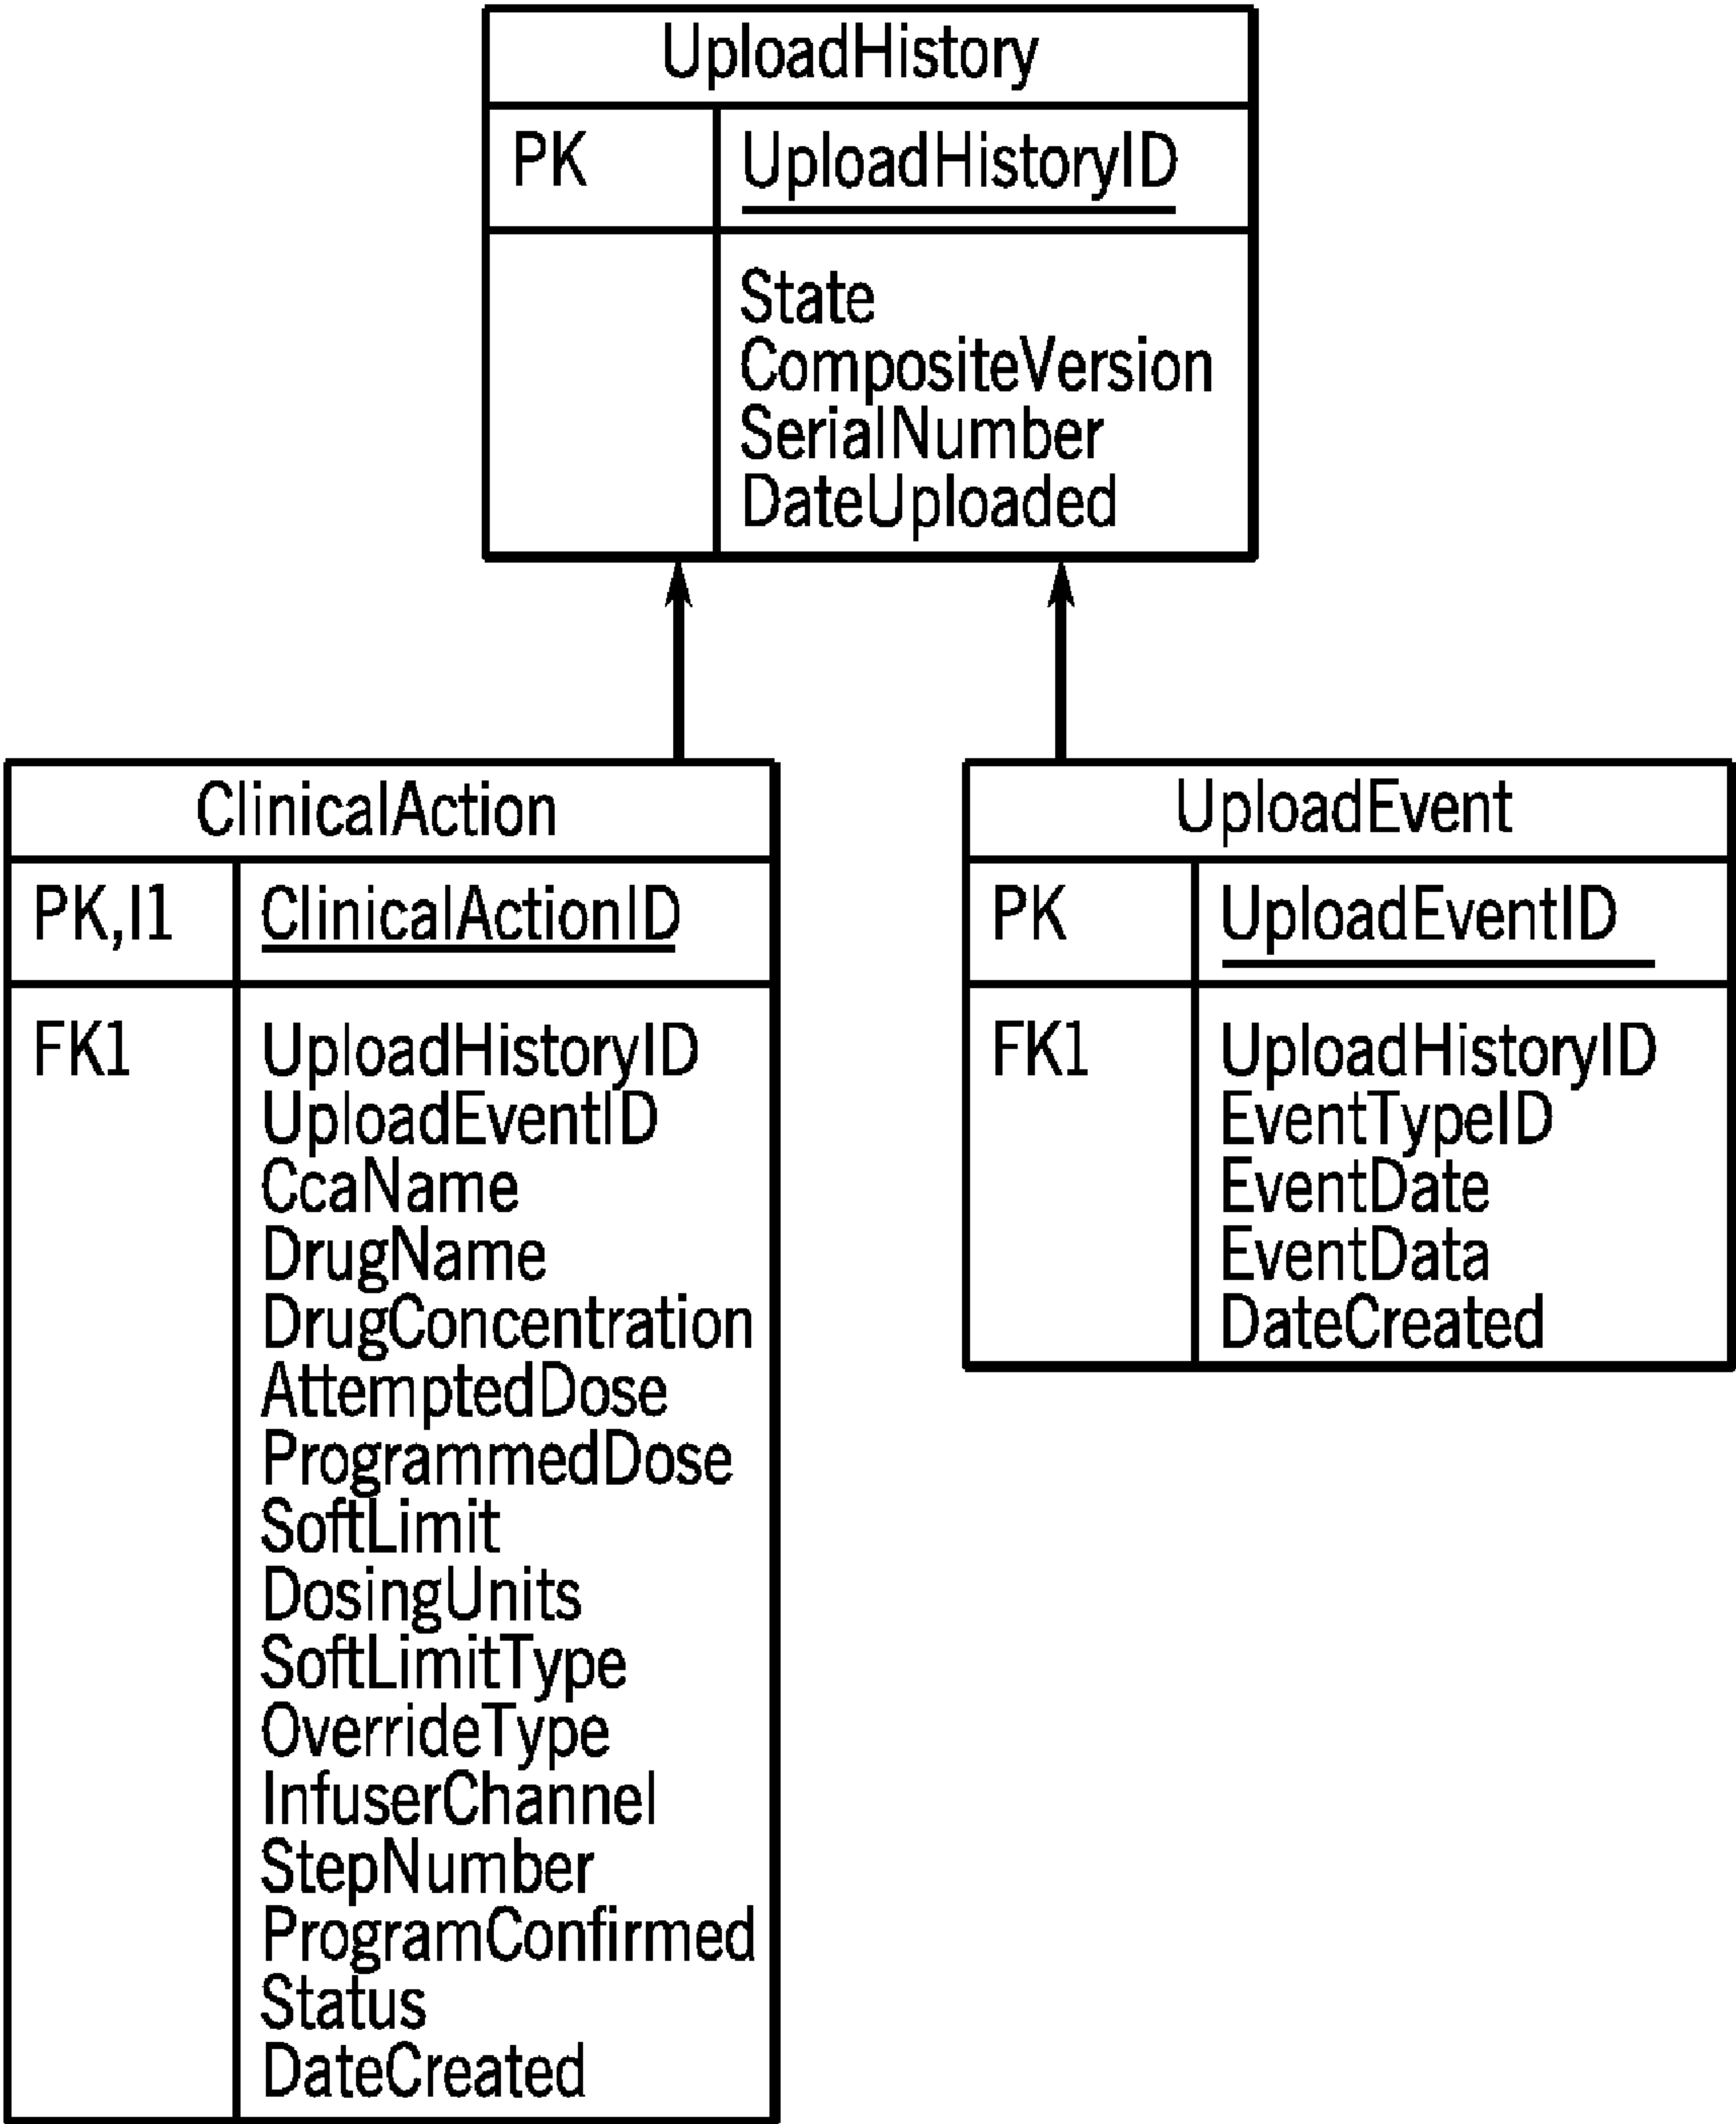 UploadHistory
PK UploadHistoryID
State
CompositeVersion
SerialNumber
DateUploaded
ClinicalAction
PK,I1 ClinicalActionID
FK1 UploadHistoryID
UploadEventID
CcaName
DrugName
DrugConcentration
AttemptedDose
ProgrammedDose
SoftLimit
DosingUnits
SoftLimitType
OverrideType
InfuserChannel
StepNumber
ProgramConfirmed
Status
DateCreated
UploadEvent
PK UploadEventID
FK1 UploadHistoryID
EventTypeID
EventDate
EventData
DateCreated